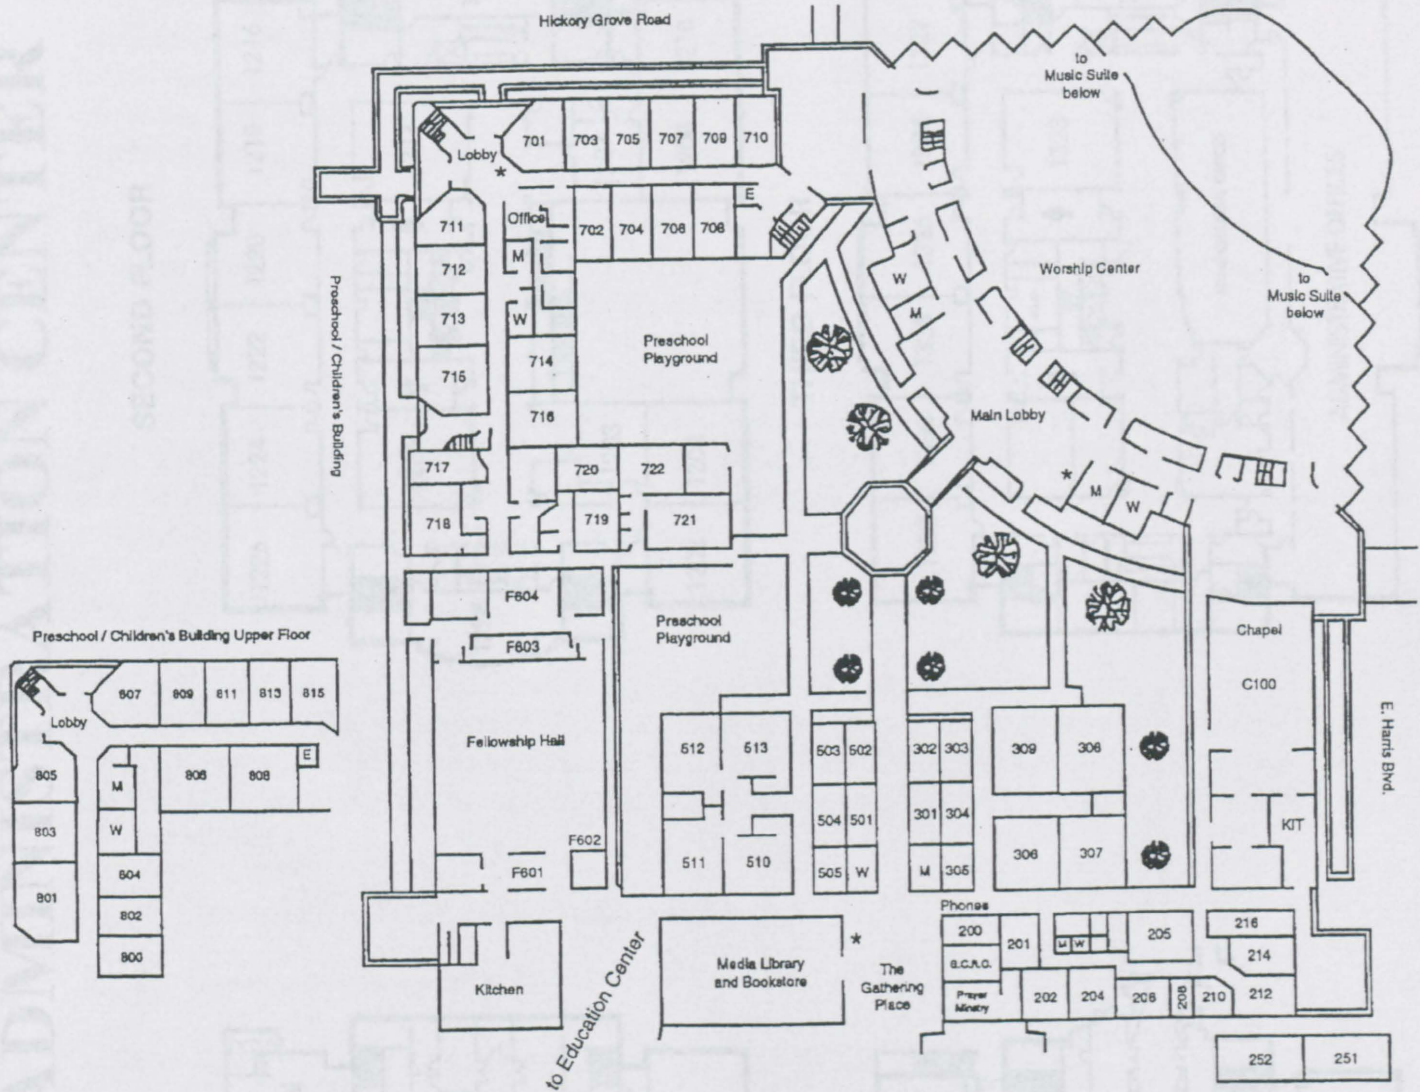 Hickory Grove Road
to
Music Suite
below
701
703
705
707
709
710
Lobby
*
E
Office
702
704
706
708
711
M
712
W
713
714
715
716
Preschool / Children's Building
Preschool
Playground
W
M
Worship Center
to
Music Suite
below
Main Lobby
*
M
W
717
720
722
718
719
721
F604
F603
Preschool
Playground
Chapel
C100
E. Harris Blvd.
Preschool / Children's Building Upper Floor
807
809
811
813
815
Lobby
805
M
806
808
E
803
W
804
801
802
800
Fellowship Hall
512
513
503
502
302
303
309
308
504
501
301
304
KIT
F602
511
510
306
307
F601
505
W
M
305
Phones
200
201
M
W
205
216
214
Kitchen
to Education Center
Media Library
and Bookstore
*
The
Gathering
Place
Prayer
Ministry
202
204
206
208
210
212
252
251
SECOND FLOOR